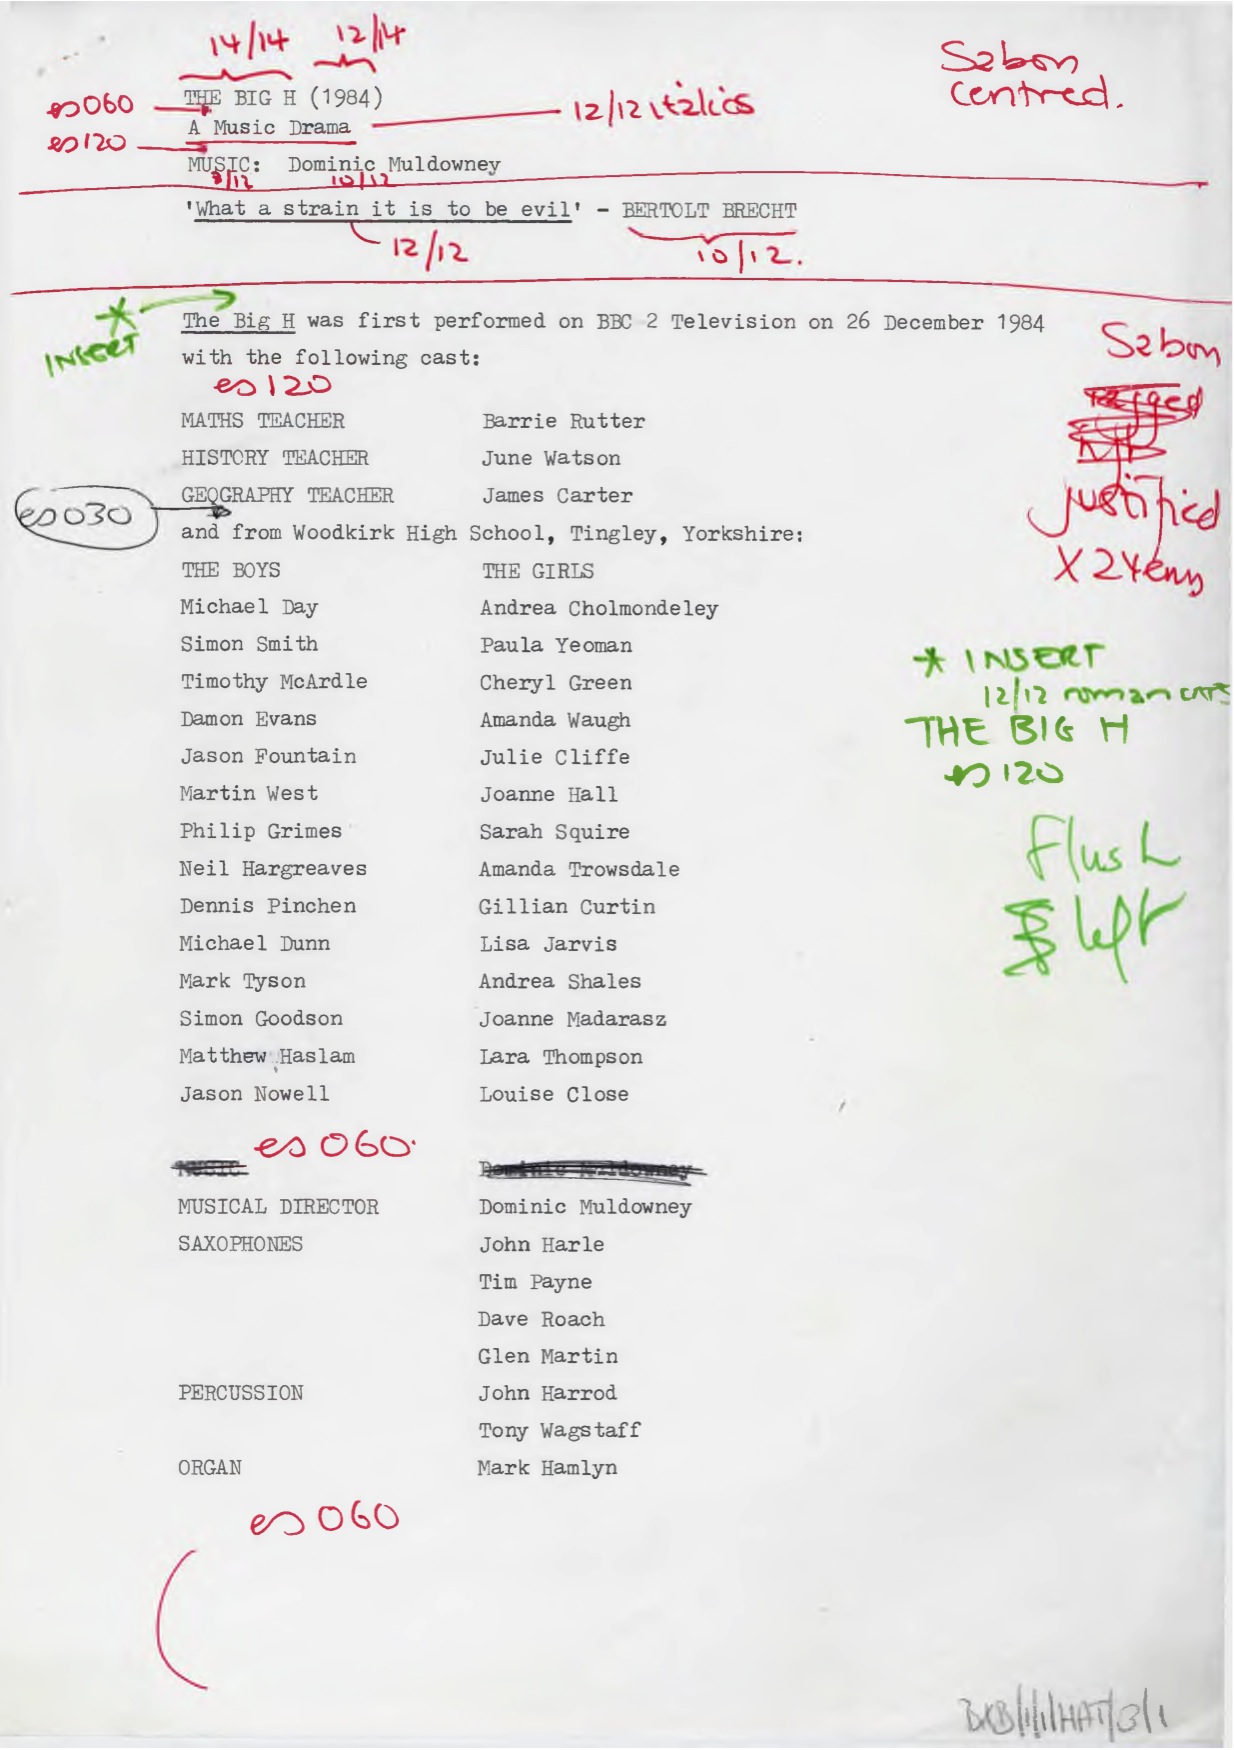 14/14 12/14
Sabon
centred.
THE BIG H (1984)
es060
12/12 italics
A Music Drama
es120
MUSIC: Dominic Muldowney
8/12 10/12
'What a strain it is to be evil' - BERTOLT BRECHT
12/12 10/12.
* INSERT
The Big H was first performed on BBC 2 Television on 26 December 1984
with the following cast:
Sabon
es120
ragged
justified
x 24ems
MATHS TEACHER Barrie Rutter
HISTORY TEACHER June Watson
GEOGRAPHY TEACHER James Carter
es030
and from Woodkirk High School, Tingley, Yorkshire:
THE BOYS THE GIRLS
Michael Day Andrea Cholmondeley
Simon Smith Paula Yeoman
Timothy McArdle Cheryl Green
Damon Evans Amanda Waugh
Jason Fountain Julie Cliffe
Martin West Joanne Hall
Philip Grimes Sarah Squire
Neil Hargreaves Amanda Trowsdale
Dennis Pinchen Gillian Curtin
Michael Dunn Lisa Jarvis
Mark Tyson Andrea Shales
Simon Goodson Joanne Madarasz
Matthew Haslam Lara Thompson
Jason Nowell Louise Close
* INSERT
12/12 roman caps
THE BIG H
es120
Flush
left
es060.
MUSIC Dominic Muldowney
MUSICAL DIRECTOR Dominic Muldowney
SAXOPHONES John Harle
Tim Payne
Dave Roach
Glen Martin
PERCUSSION John Harrod
Tony Wagstaff
ORGAN Mark Hamlyn
es060
BKB/1/1/HAT/3/1